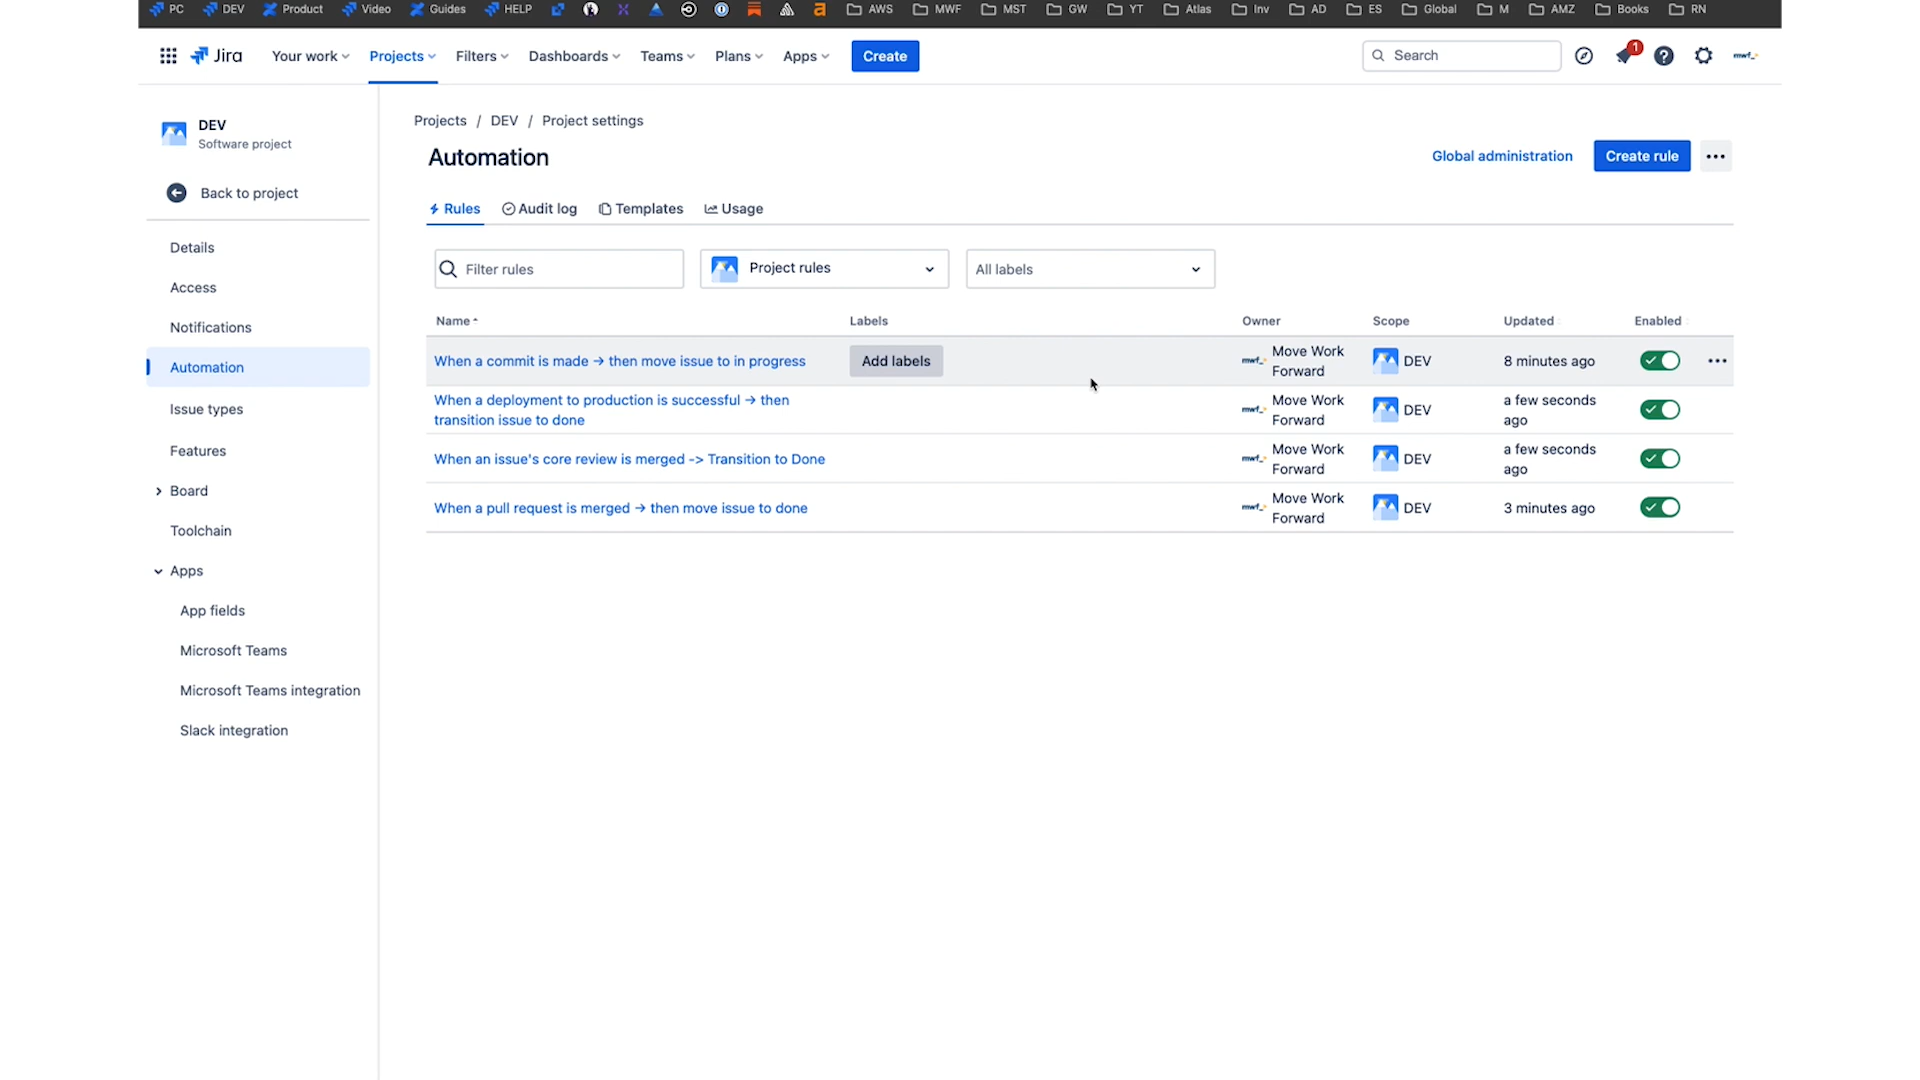 PC DEV Product Video Guides HELP AWS MWF MST GW YT Atlas Inv AD ES Global M AMZ Books RN
Jira Your work Projects Filters Dashboards Teams Plans Apps Create Search 1 mwf_
DEV
Software project
Back to project
Details
Access
Notifications
Automation
Issue types
Features
Board
Toolchain
Apps
App fields
Microsoft Teams
Microsoft Teams integration
Slack integration
Projects / DEV / Project settings
Automation
Global administration Create rule
Rules Audit log Templates Usage
Filter rules Project rules All labels
Name Labels Owner Scope Updated Enabled
When a commit is made → then move issue to in progress Add labels mwf_ Move Work Forward DEV 8 minutes ago
When a deployment to production is successful → then
transition issue to done
mwf_ Move Work Forward DEV a few seconds ago
When an issue's core review is merged -> Transition to Done mwf_ Move Work Forward DEV a few seconds ago
When a pull request is merged → then move issue to done mwf_ Move Work Forward DEV 3 minutes ago